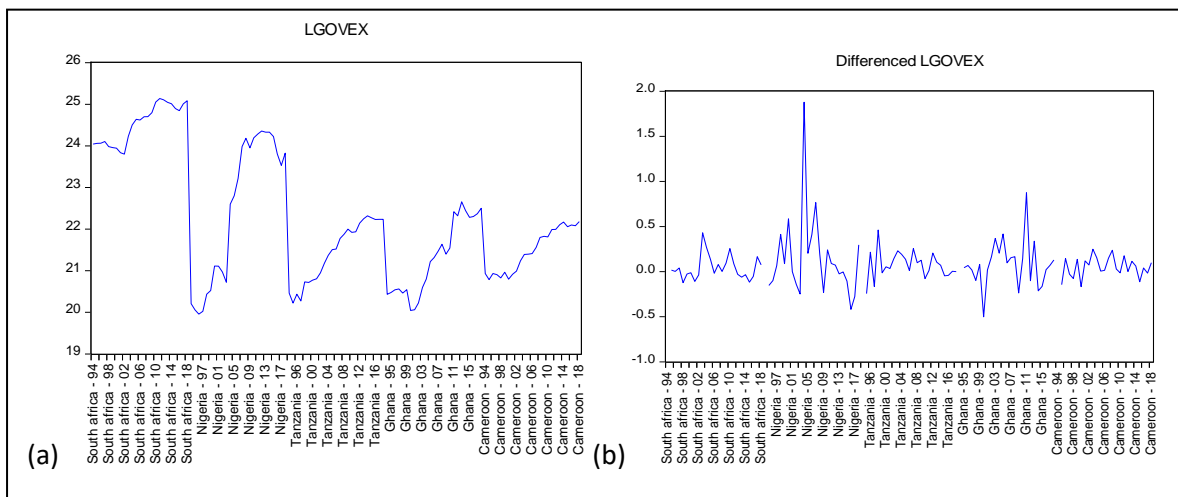 LGOVEX
26
25
24
23
22
21
20
19
South africa - 94
South africa - 98
South africa - 02
South africa - 06
South africa - 10
South africa - 14
South africa - 18
Nigeria - 97
Nigeria - 01
Nigeria - 05
Nigeria - 09
Nigeria - 13
Nigeria - 17
Tanzania - 96
Tanzania - 00
Tanzania - 04
Tanzania - 08
Tanzania - 12
Tanzania - 16
Ghana - 95
Ghana - 99
Ghana - 03
Ghana - 07
Ghana - 11
Ghana - 15
Cameroon - 94
Cameroon - 98
Cameroon - 02
Cameroon - 06
Cameroon - 10
Cameroon - 14
Cameroon - 18
(a)
Differenced LGOVEX
2.0
1.5
1.0
0.5
0.0
-0.5
-1.0
South africa - 94
South africa - 98
South africa - 02
South africa - 06
South africa - 10
South africa - 14
South africa - 18
Nigeria - 97
Nigeria - 01
Nigeria - 05
Nigeria - 09
Nigeria - 13
Nigeria - 17
Tanzania - 96
Tanzania - 00
Tanzania - 04
Tanzania - 08
Tanzania - 12
Tanzania - 16
Ghana - 95
Ghana - 99
Ghana - 03
Ghana - 07
Ghana - 11
Ghana - 15
Cameroon - 94
Cameroon - 98
Cameroon - 02
Cameroon - 06
Cameroon - 10
Cameroon - 14
Cameroon - 18
(b)